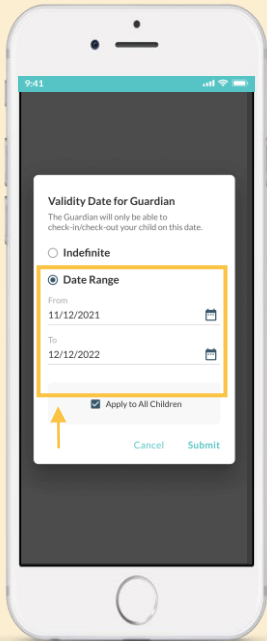 9:41
Validity Date for Guardian
The Guardian will only be able to
check-in/check-out your child on this date.
Indefinite
Date Range
From
11/12/2021
To
12/12/2022
Apply to All Children
Cancel Submit